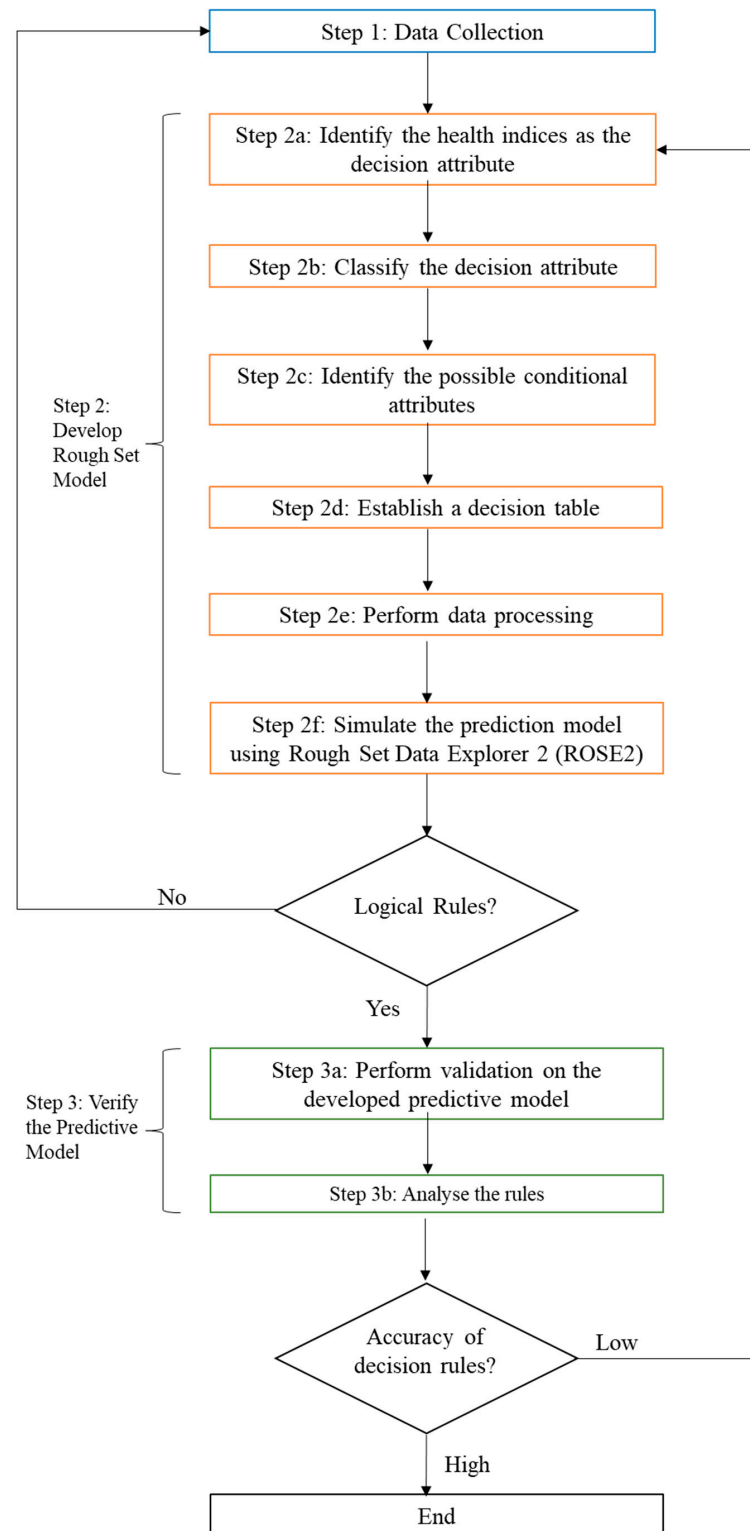 Step 1: Data Collection
Step 2a: Identify the health indices as the
decision attribute
Step 2b: Classify the decision attribute
Step 2c: Identify the possible conditional
attributes
Step 2:
Develop
Rough Set
Model
Step 2d: Establish a decision table
Step 2e: Perform data processing
Step 2f: Simulate the prediction model
using Rough Set Data Explorer 2 (ROSE2)
No
Logical Rules?
Yes
Step 3a: Perform validation on the
developed predictive model
Step 3: Verify
the Predictive
Model
Step 3b: Analyse the rules
Accuracy of
decision rules?
Low
High
End